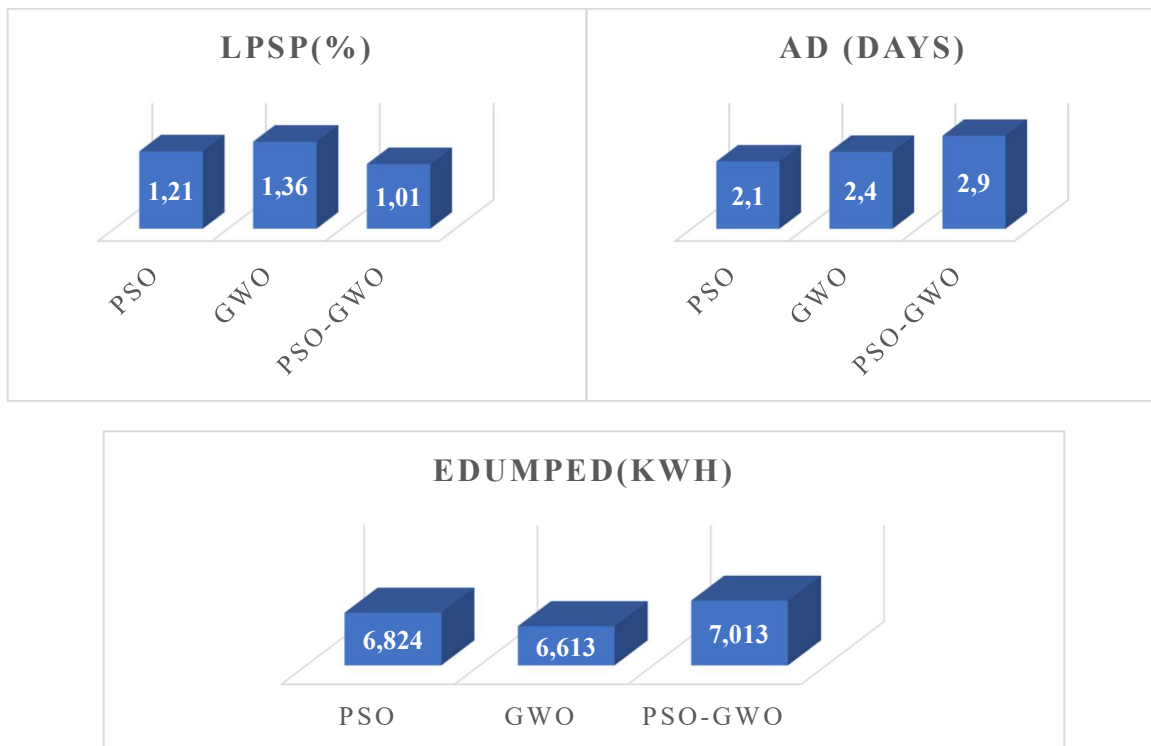 LPSP(%)
1,21
1,36
1,01
PSO
GWO
PSO-GWO
AD (DAYS)
2,1
2,4
2,9
PSO
GWO
PSO-GWO
EDUMPED(KWH)
6,824
6,613
7,013
PSO
GWO
PSO-GWO